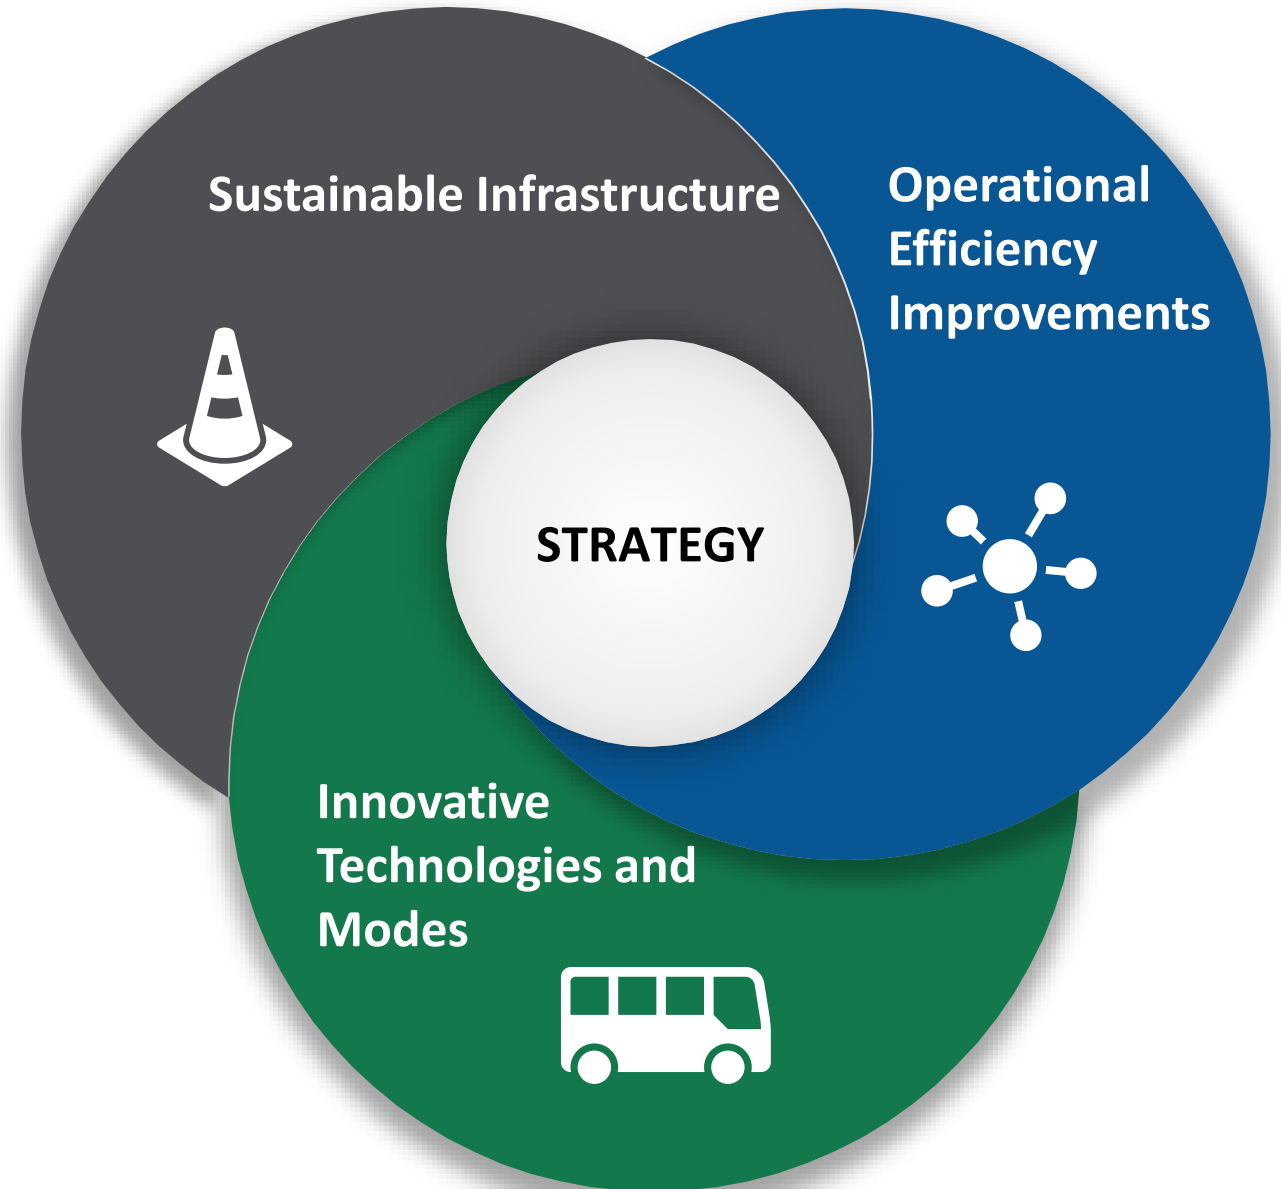 Sustainable Infrastructure
Operational
Efficiency
Improvements
STRATEGY
Innovative
Technologies and
Modes